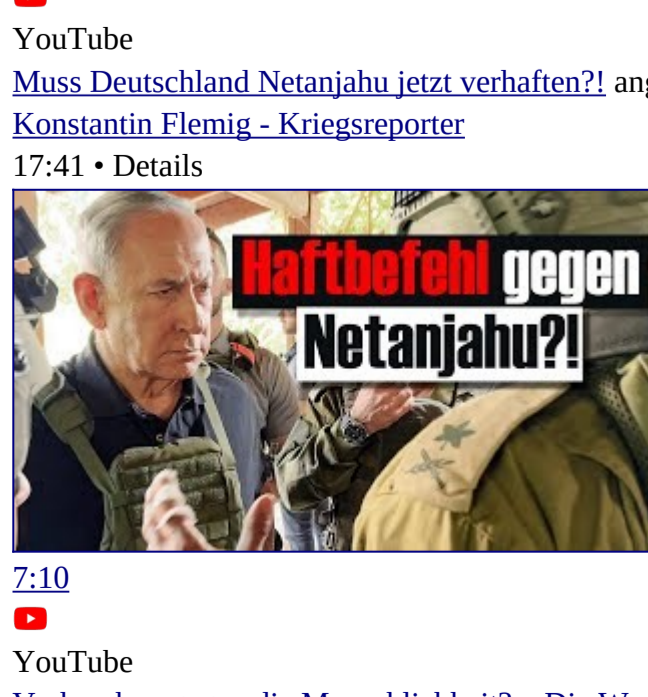 YouTube
Muss Deutschland Netanjahu jetzt verhaften?!
Konstantin Flemig - Kriegsreporter
17:41 • Details
Haftbefehl gegen
Netanjahu?!
7:10
YouTube